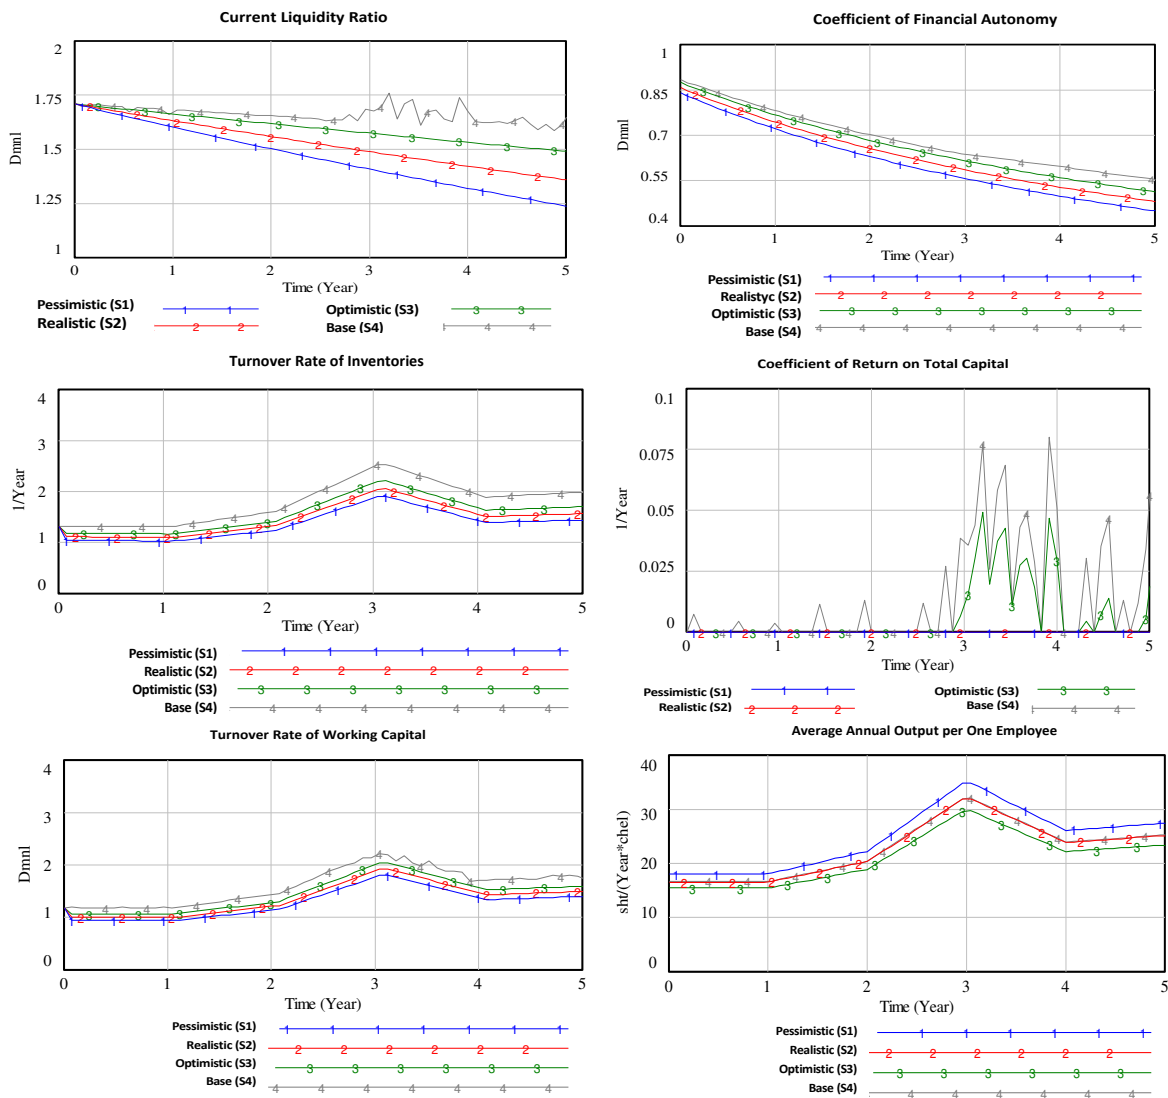 Current Liquidity Ratio
2
1.75
1.5
1.25
1
Dmnl
0 1 2 3 4 5
Time (Year)
Pessimistic (S1)
Realistic (S2)
Optimistic (S3)
Base (S4)
Coefficient of Financial Autonomy
1
0.85
0.7
0.55
0.4
Dmnl
0 1 2 3 4 5
Time (Year)
Pessimistic (S1)
Realistyc (S2)
Optimistic (S3)
Base (S4)
Turnover Rate of Inventories
4
3
2
1
0
1/Year
0 1 2 3 4 5
Time (Year)
Pessimistic (S1)
Realistic (S2)
Optimistic (S3)
Base (S4)
Coefficient of Return on Total Capital
0.1
0.075
0.05
0.025
0
1/Year
0 1 2 3 4 5
Time (Year)
Pessimistic (S1)
Realistic (S2)
Optimistic (S3)
Base (S4)
Turnover Rate of Working Capital
4
3
2
1
0
Dmnl
0 1 2 3 4 5
Time (Year)
Pessimistic (S1)
Realistic (S2)
Optimistic (S3)
Base (S4)
Average Annual Output per One Employee
40
30
20
10
0
sht/(Year*chel)
0 1 2 3 4 5
Time (Year)
Pessimistic (S1)
Realistic (S2)
Optimistic (S3)
Base (S4)